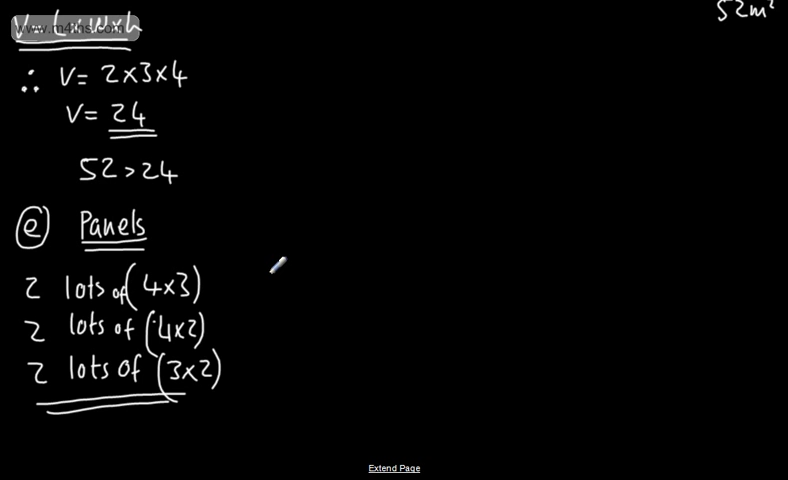 52m²
V = L × W × h
www.m4ths.com
∴ V = 2×3×4
V = 24
52 > 24
(e) Panels
2 lots of (4×3)
2 lots of (4×2)
2 lots of (3×2)
Extend Page